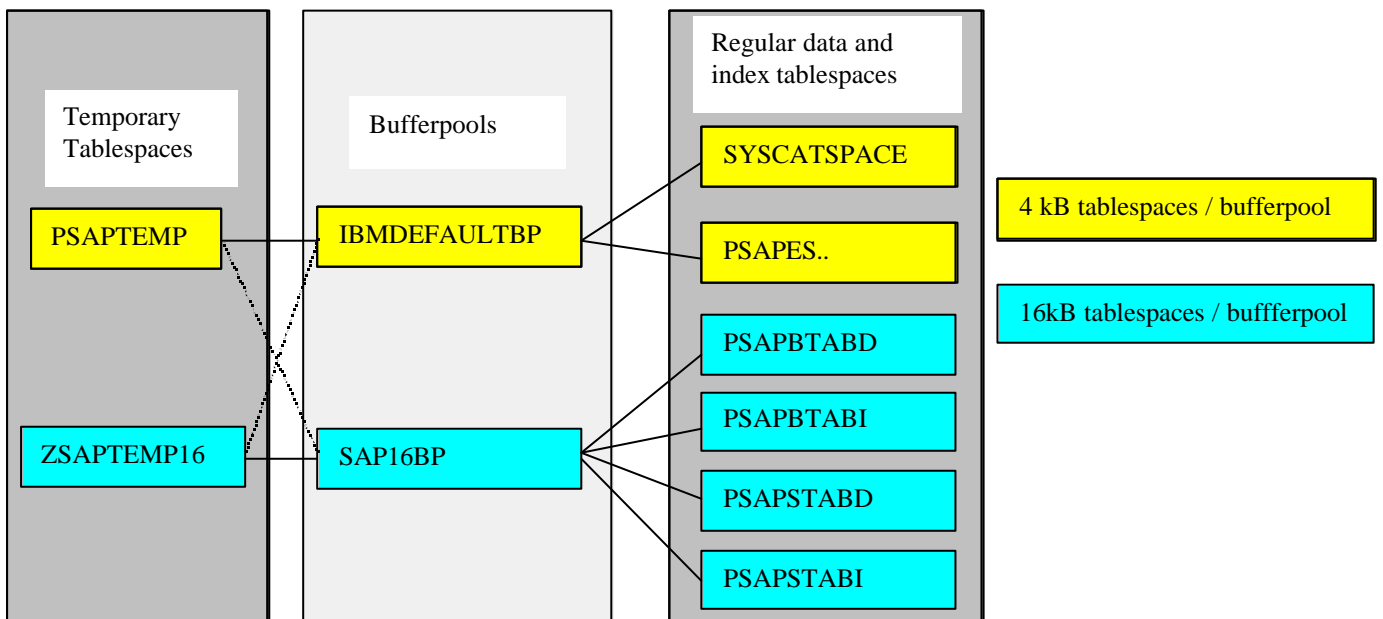 Temporary
Tablespaces
PSAPTEMP
ZSAPTEMP16
Bufferpools
IBMDEFAULTBP
SAP16BP
Regular data and
index tablespaces
SYSCATSPACE
PSAPES..
PSAPBTABD
PSAPBTABI
PSAPSTABD
PSAPSTABI
4 kB tablespaces / bufferpool
16kB tablespaces / buffferpool